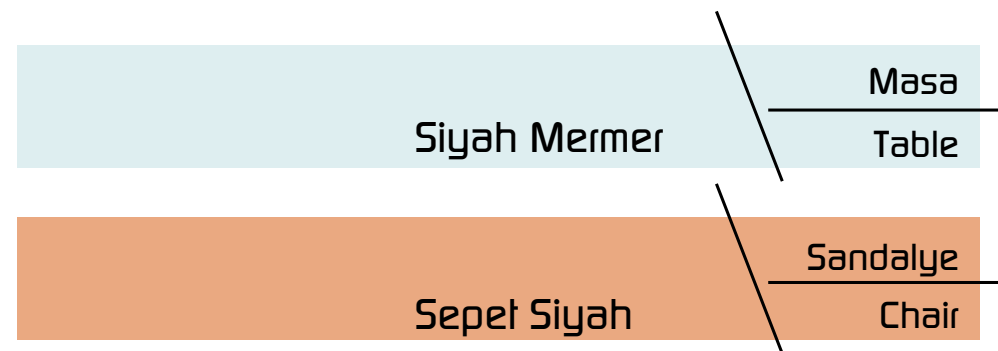 Siyah Mermer
Masa
Table
Sepet Siyah
Sandalye
Chair